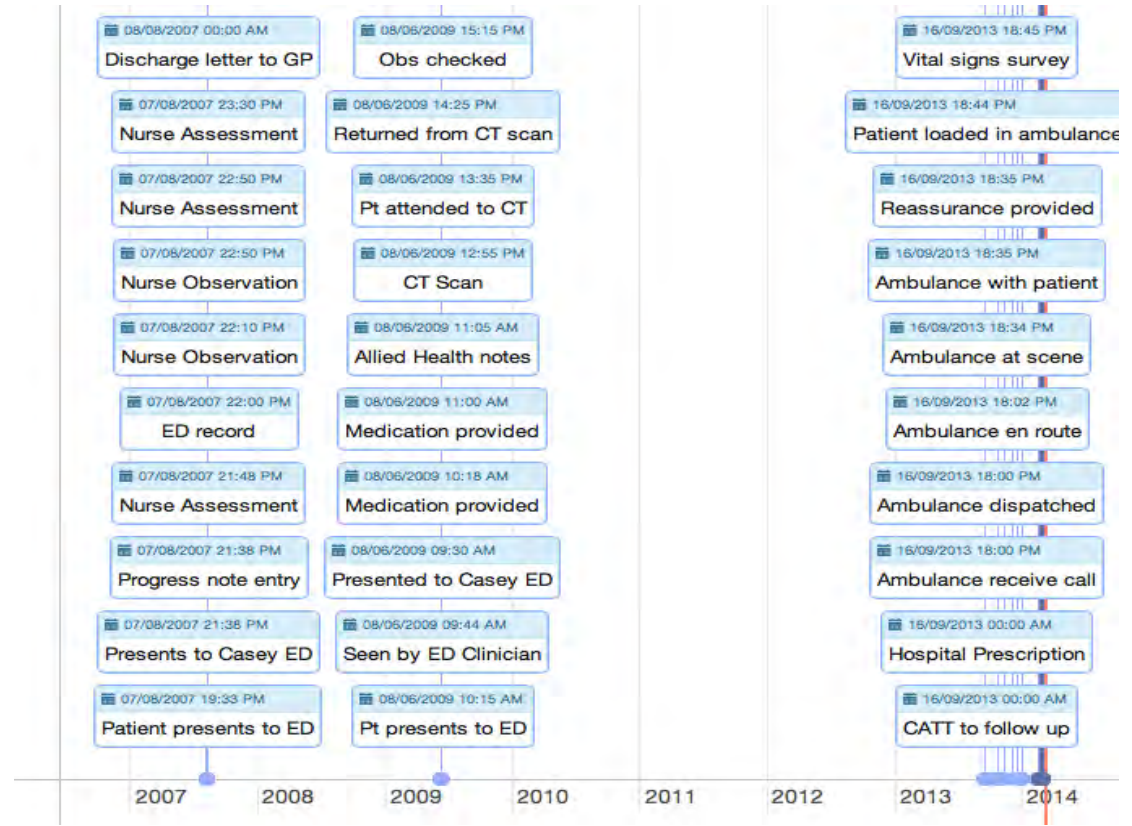 08/08/2007 00:00 AM
Discharge letter to GP
07/08/2007 23:30 PM
Nurse Assessment
07/08/2007 22:50 PM
Nurse Assessment
07/08/2007 22:50 PM
Nurse Observation
07/08/2007 22:10 PM
Nurse Observation
07/08/2007 22:00 PM
ED record
07/08/2007 21:48 PM
Nurse Assessment
07/08/2007 21:38 PM
Progress note entry
07/08/2007 21:38 PM
Presents to Casey ED
07/08/2007 19:33 PM
Patient presents to ED
08/06/2009 15:15 PM
Obs checked
08/06/2009 14:25 PM
Returned from CT scan
08/06/2009 13:35 PM
Pt attended to CT
08/06/2009 12:55 PM
CT Scan
08/06/2009 11:05 AM
Allied Health notes
08/06/2009 11:00 AM
Medication provided
08/06/2009 10:18 AM
Medication provided
08/06/2009 09:30 AM
Presented to Casey ED
08/06/2009 09:44 AM
Seen by ED Clinician
08/06/2009 10:15 AM
Pt presents to ED
16/09/2013 18:45 PM
Vital signs survey
16/09/2013 18:44 PM
Patient loaded in ambulance
16/09/2013 18:35 PM
Reassurance provided
16/09/2013 18:35 PM
Ambulance with patient
16/09/2013 18:34 PM
Ambulance at scene
16/09/2013 18:02 PM
Ambulance en route
16/09/2013 18:00 PM
Ambulance dispatched
16/09/2013 18:00 PM
Ambulance receive call
16/09/2013 00:00 AM
Hospital Prescription
16/09/2013 00:00 AM
CATT to follow up
2007 2008 2009 2010 2011 2012 2013 2014